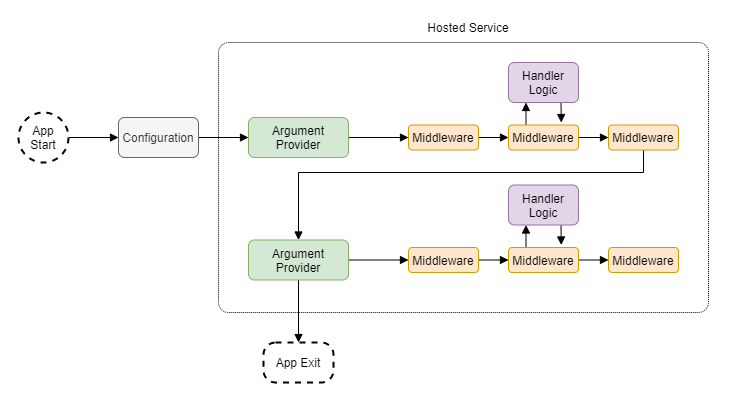 Hosted Service
Handler
Logic
App
Start
Configuration
Argument
Provider
Middleware
Middleware
Middleware
Handler
Logic
Argument
Provider
Middleware
Middleware
Middleware
App Exit